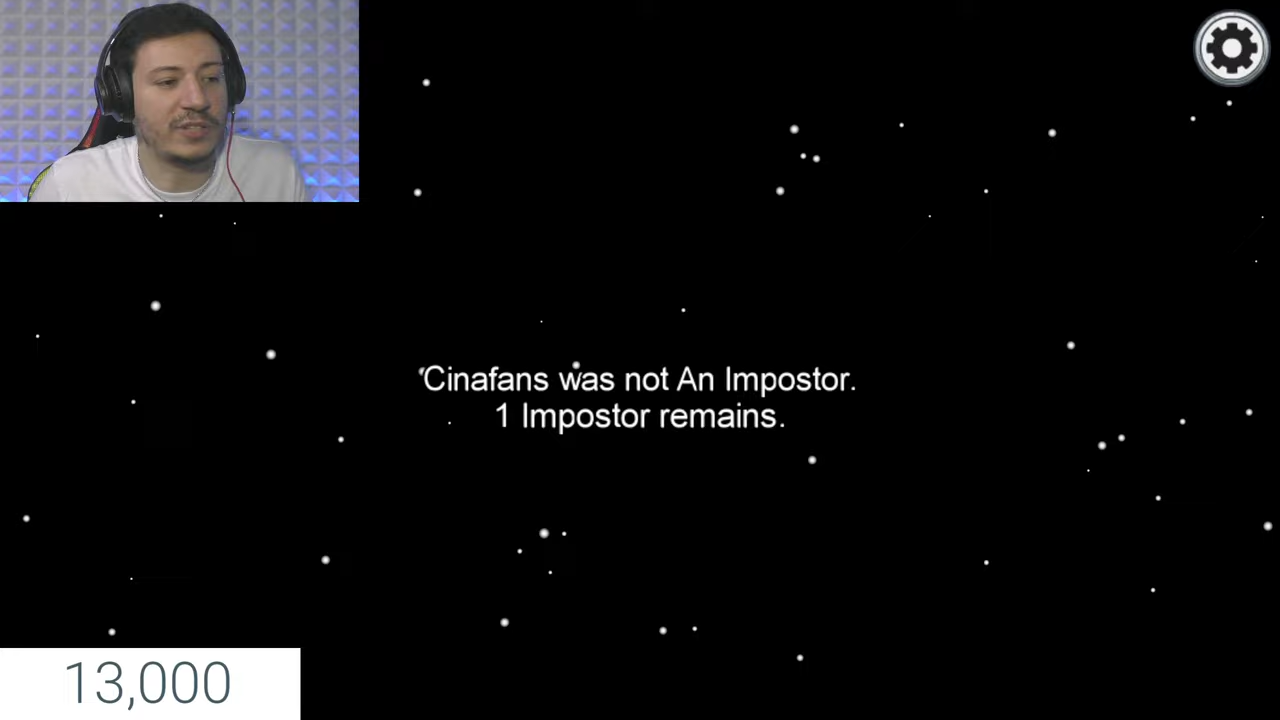 Cinafans was not An Impostor.
1 Impostor remains.
13,000